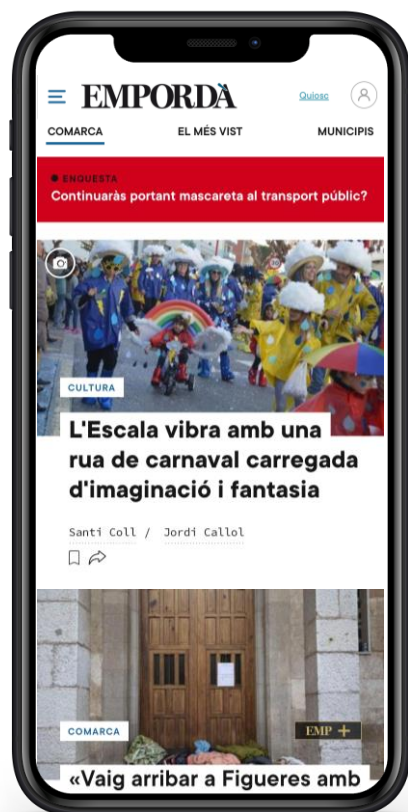 EMPORDÀ
Quiosc
COMARCA EL MÉS VIST MUNICIPIS
ENQUESTA
Continuaràs portant mascareta al transport públic?
CULTURA
L'Escala vibra amb una
rua de carnaval carregada
d'imaginació i fantasia
Santi Coll / Jordi Callol
COMARCA
EMP +
«Vaig arribar a Figueres amb